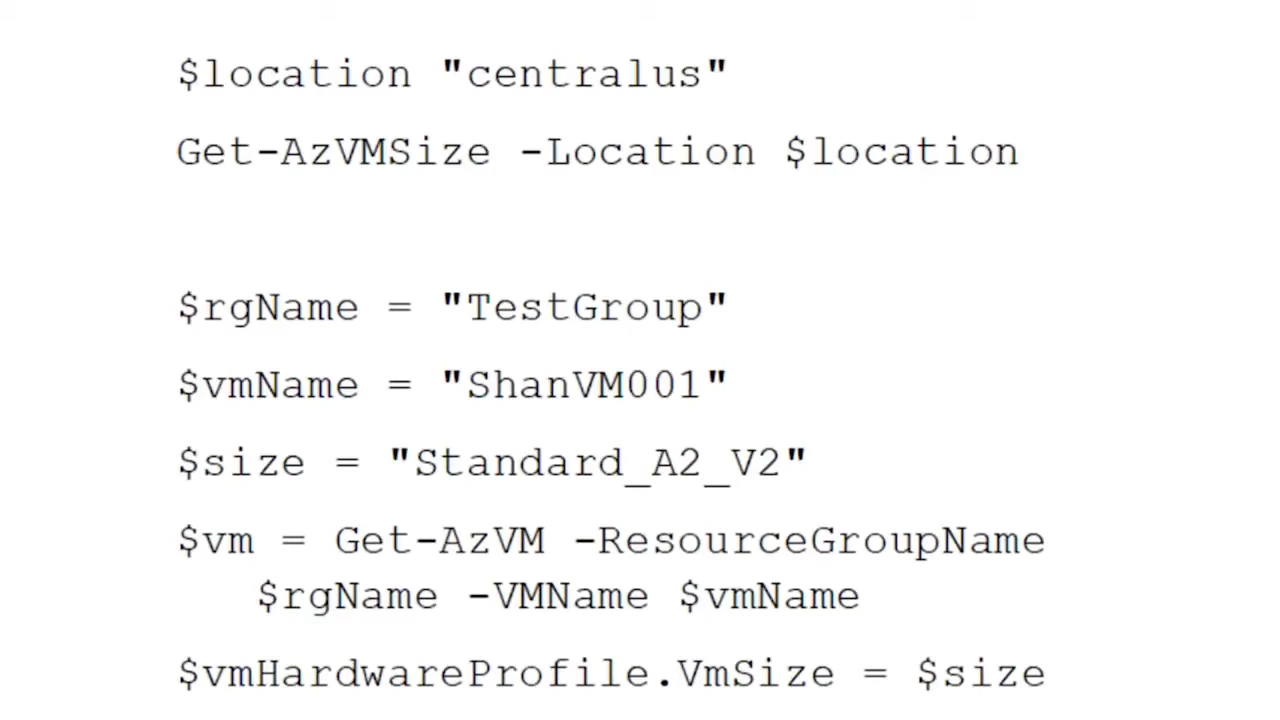 $location "centralus"
Get-AzVMSize -Location $location
$rgName = "TestGroup"
$vmName = "ShanVM001"
$size = "Standard_A2_V2"
$vm = Get-AzVM -ResourceGroupName
$rgName -VMName $vmName
$vmHardwareProfile.VmSize = $size